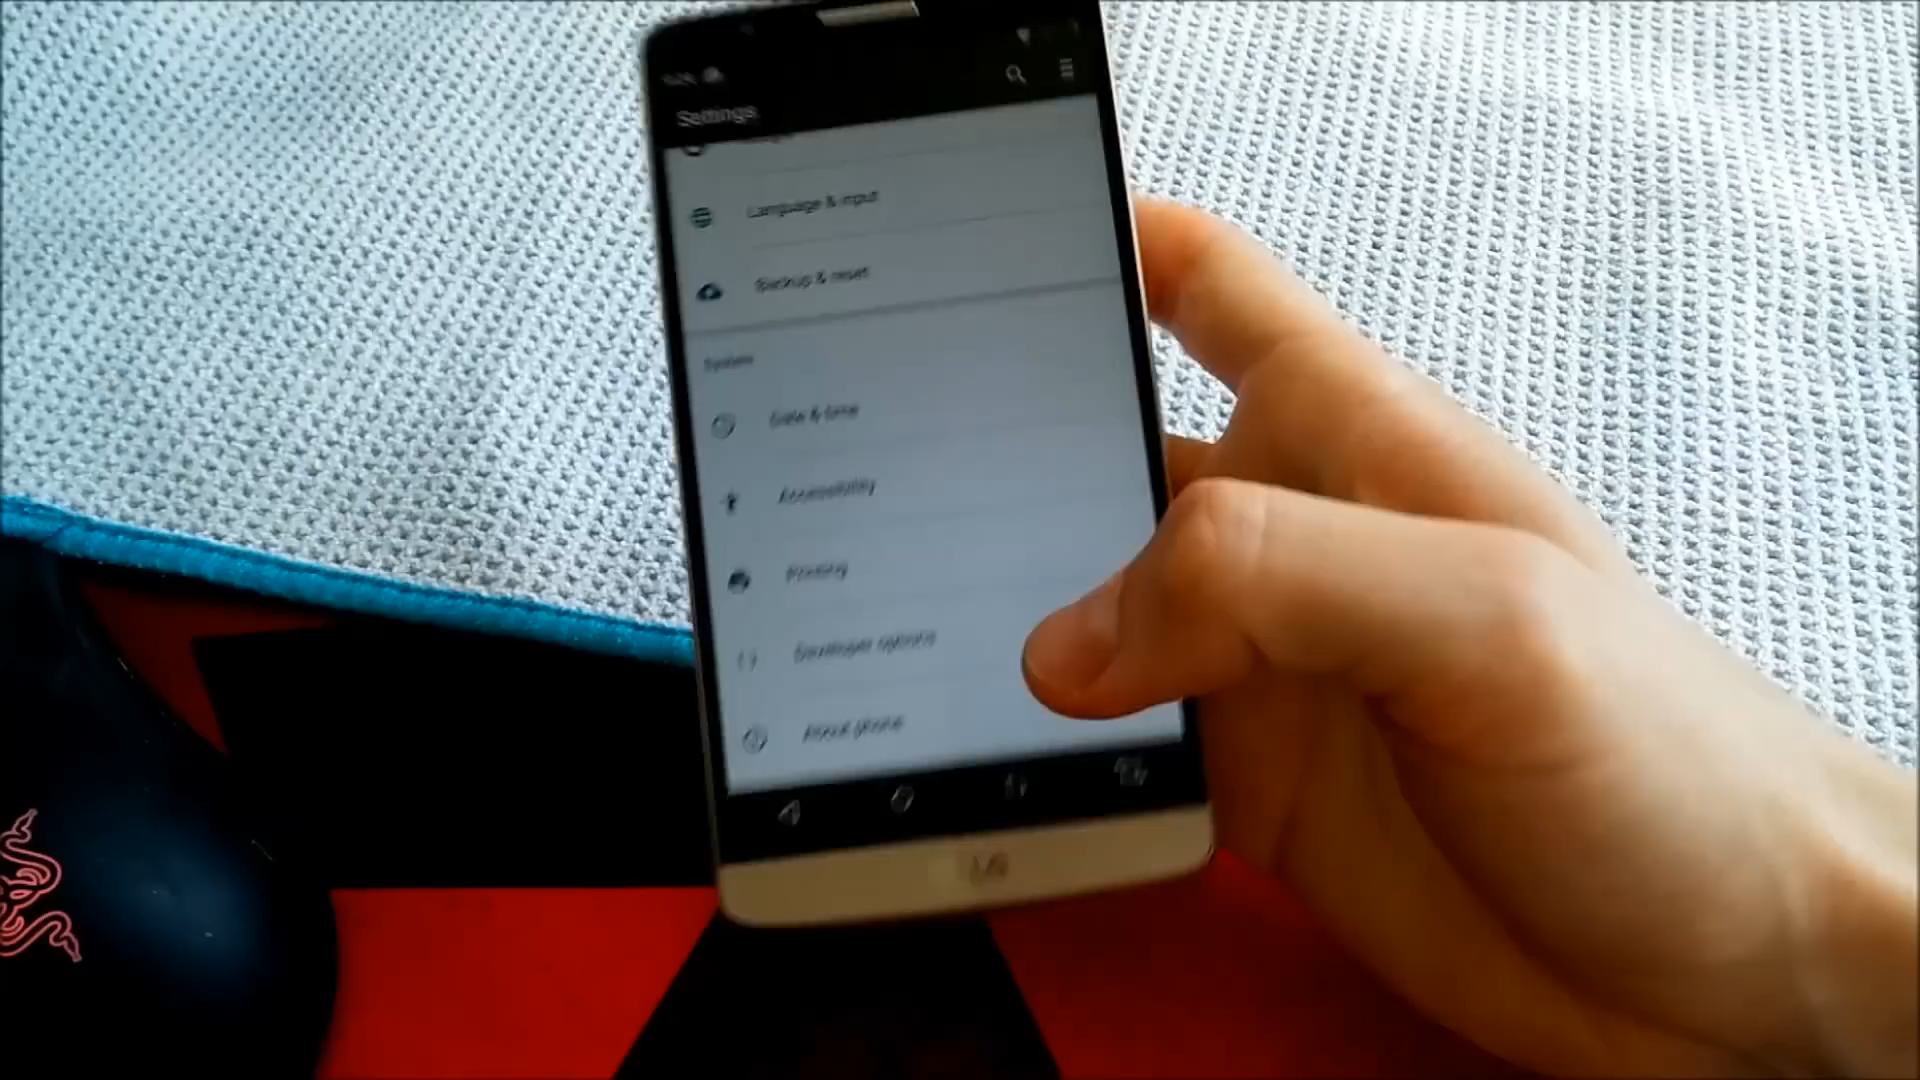 Settings
Language & input
Backup & reset
System
Date & time
Accessibility
Printing
Developer options
About phone
LG